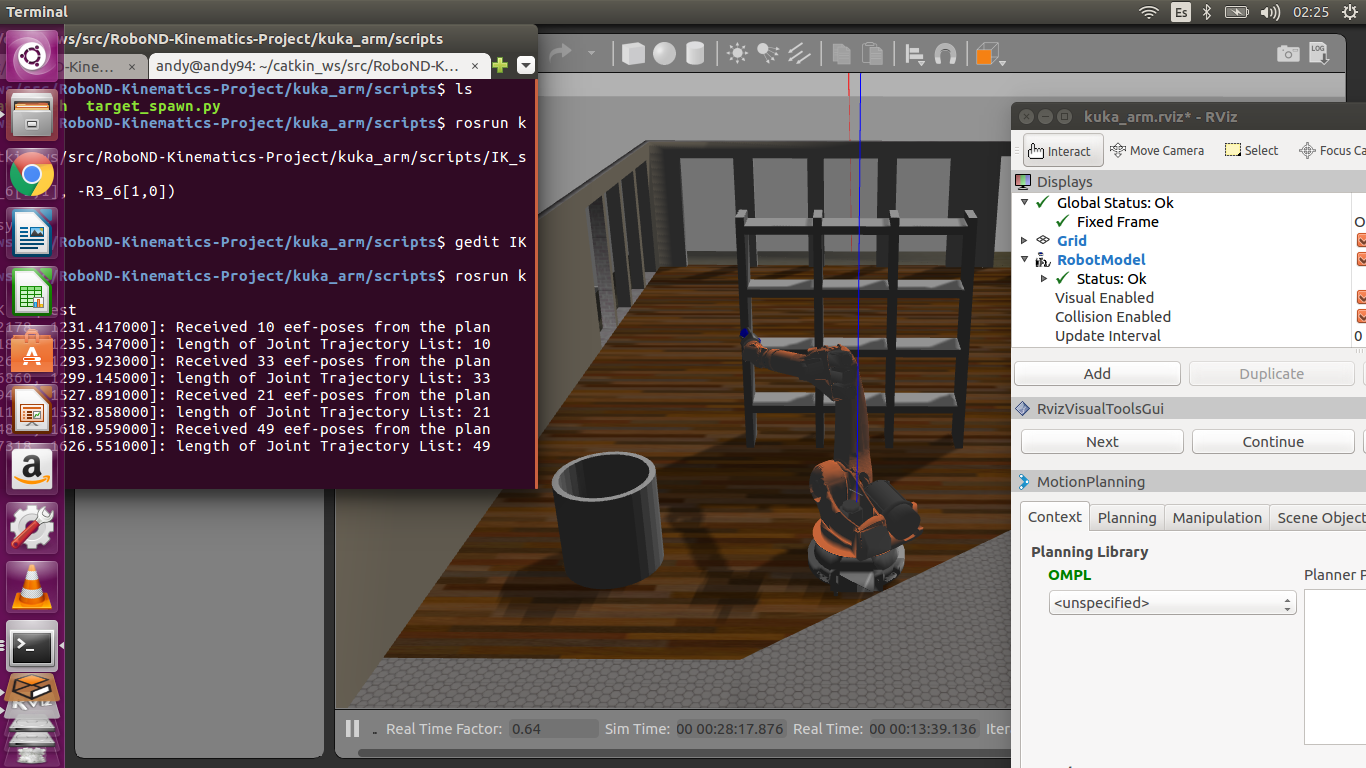 Terminal
Es
02:25
ws/src/RoboND-Kinematics-Project/kuka_arm/scripts
D-Kine... ×
andy@andy94: ~/catkin_ws/src/RoboND-K... ×
ws/src/RoboND-Kinematics-Project/kuka_arm/scripts$ ls
target_spawn.py
RoboND-Kinematics-Project/kuka_arm/scripts$ rosrun k
/src/RoboND-Kinematics-Project/kuka_arm/scripts/IK_s
, -R3_6[1,0])
RoboND-Kinematics-Project/kuka_arm/scripts$ gedit IK
RoboND-Kinematics-Project/kuka_arm/scripts$ rosrun k
est
1231.417000]: Received 10 eef-poses from the plan
1235.347000]: length of Joint Trajectory List: 10
1293.923000]: Received 33 eef-poses from the plan
1299.145000]: length of Joint Trajectory List: 33
1527.891000]: Received 21 eef-poses from the plan
1532.858000]: length of Joint Trajectory List: 21
1618.959000]: Received 49 eef-poses from the plan
1626.551000]: length of Joint Trajectory List: 49
LOG
kuka_arm.rviz* - RViz
Interact Move Camera Select Focus Ca
Displays
Global Status: Ok
Fixed Frame O
Grid
RobotModel
Status: Ok
Visual Enabled
Collision Enabled
Update Interval 0
Add Duplicate
RvizVisualToolsGui
Next Continue
MotionPlanning
Context Planning Manipulation Scene Object
Planning Library
OMPL Planner P
<unspecified>
Real Time Factor: 0.64 Sim Time: 00 00:28:17.876 Real Time: 00 00:13:39.136 Iter